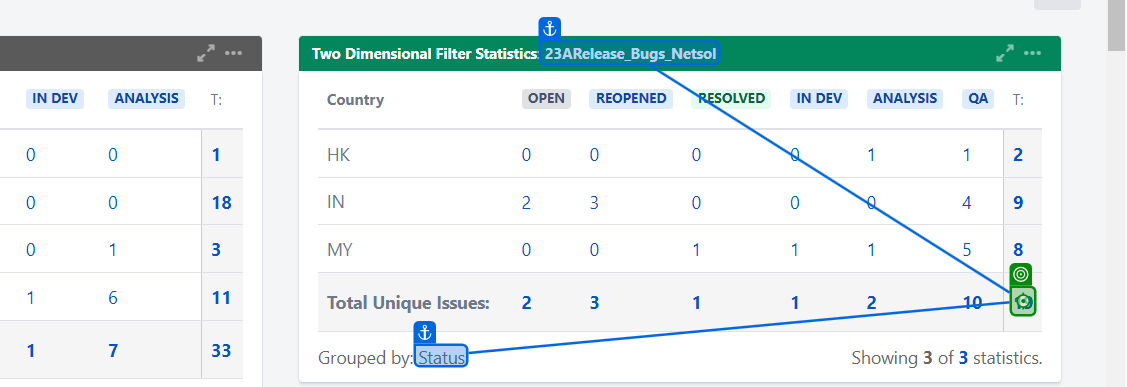 Two Dimensional Filter Statistics: 23ARelease_Bugs_Netsol
IN DEV ANALYSIS T:
0 0 1
0 0 18
0 1 3
1 6 11
1 7 33
Country OPEN REOPENED RESOLVED IN DEV ANALYSIS QA T:
HK 0 0 0 0 1 1 2
IN 2 3 0 0 0 4 9
MY 0 0 1 1 1 5 8
Total Unique Issues: 2 3 1 1 2 10
Grouped by: Status Showing 3 of 3 statistics.